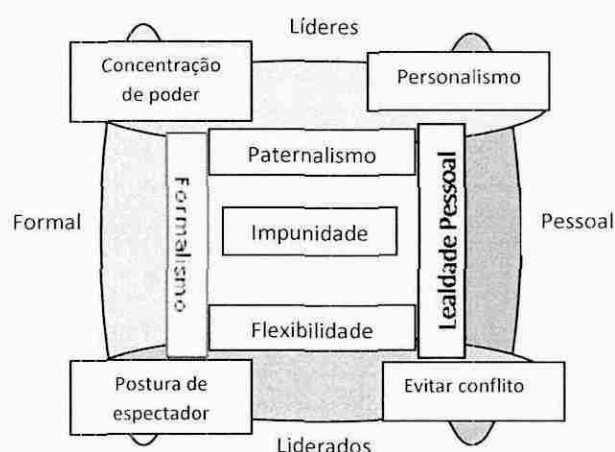 Líderes
Concentração
de poder
Personalismo
Paternalismo
Formalismo
Lealdade Pessoal
Formal
Impunidade
Pessoal
Flexibilidade
Postura de
espectador
Evitar conflito
Liderados